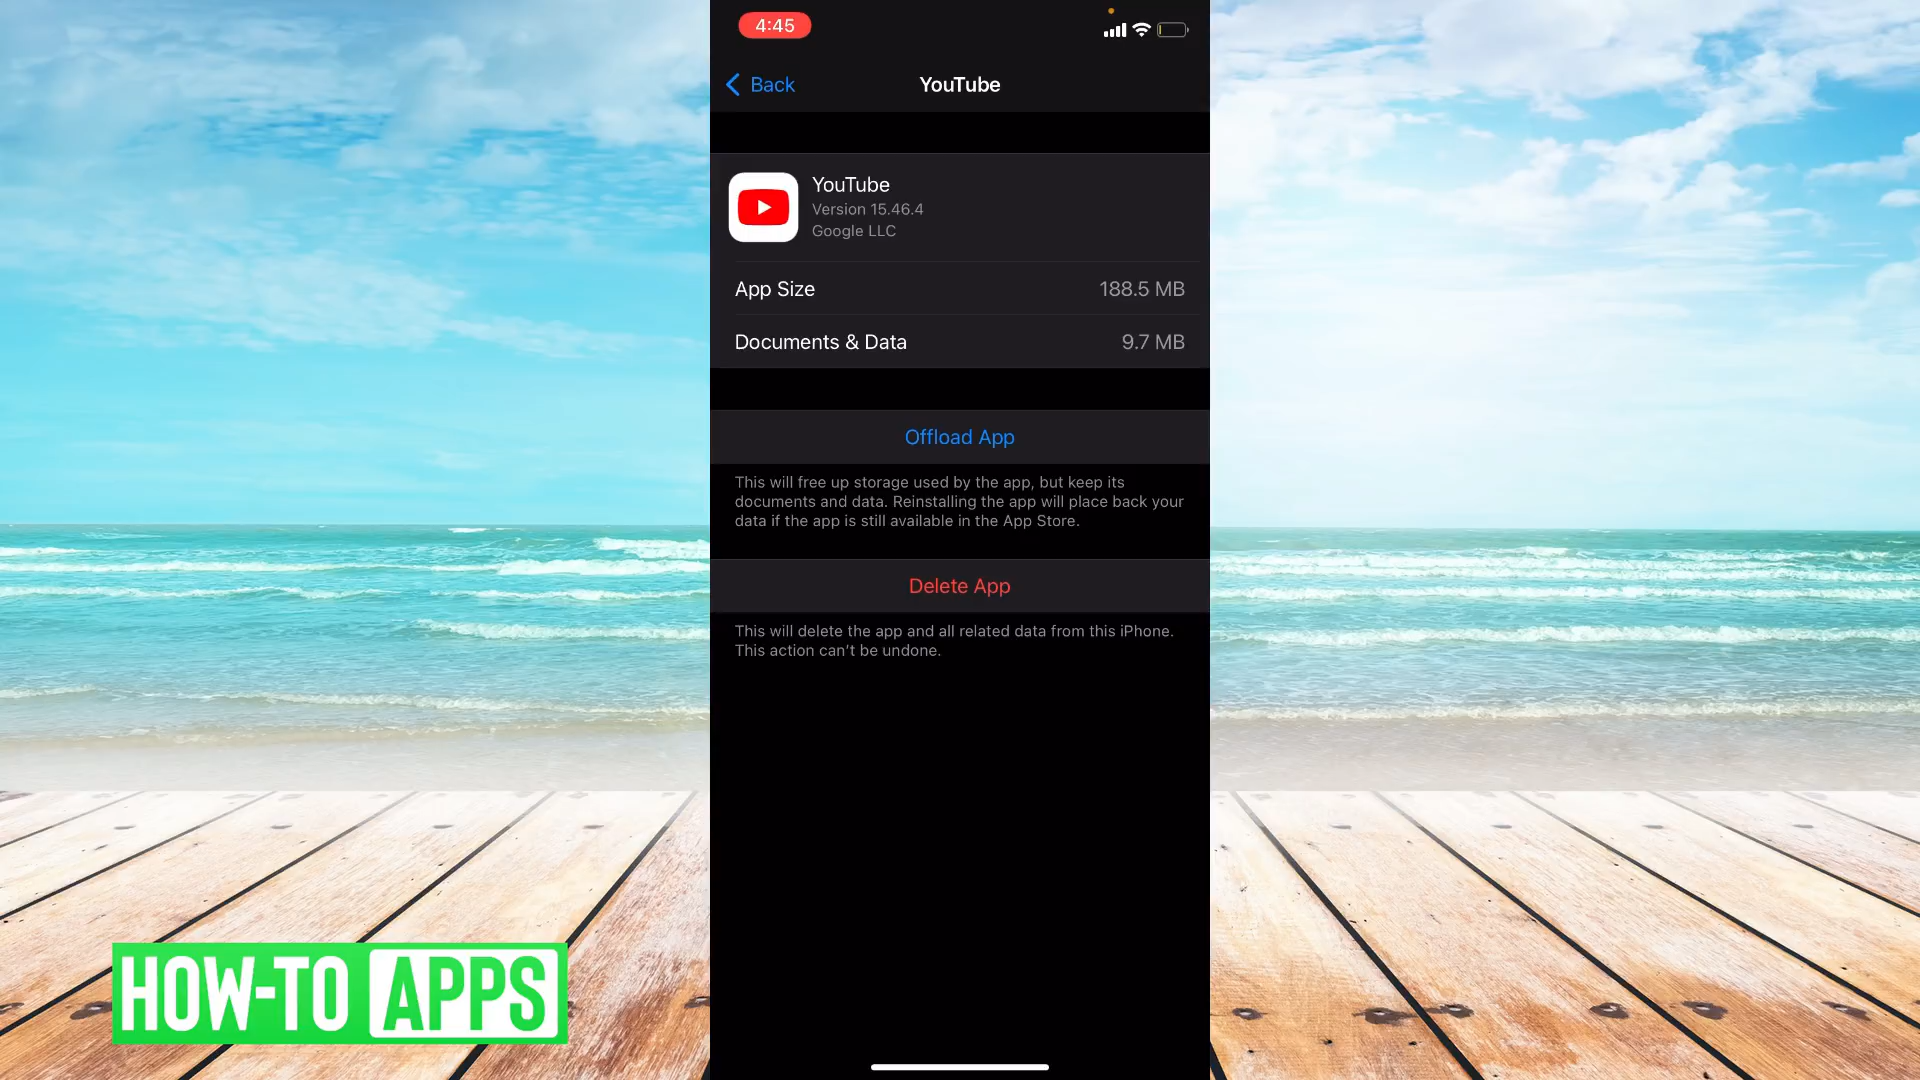 4:45
Back
YouTube
YouTube
Version 15.46.4
Google LLC
App Size 188.5 MB
Documents & Data 9.7 MB
Offload App
This will free up storage used by the app, but keep its
documents and data. Reinstalling the app will place back your
data if the app is still available in the App Store.
Delete App
This will delete the app and all related data from this iPhone.
This action can’t be undone.
HOW-TO APPS